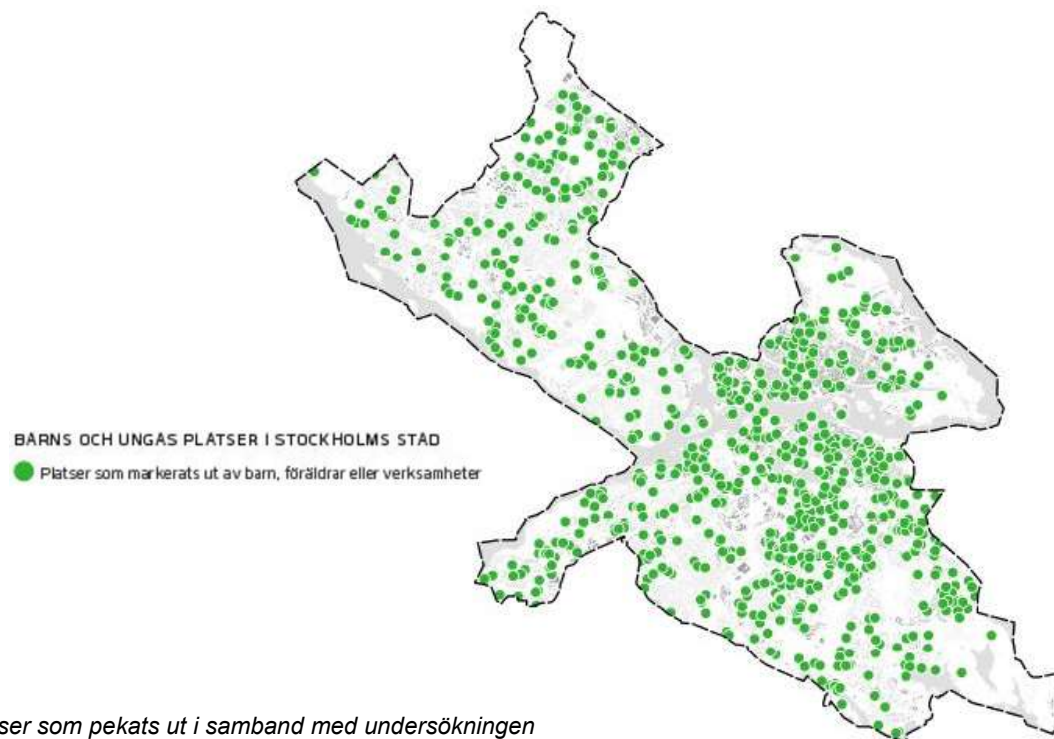 BARNS OCH UNGAS PLATSER I STOCKHOLMS STAD
Platser som markerats ut av barn, föräldrar eller verksamheter
ser som pekats ut i samband med undersökningen